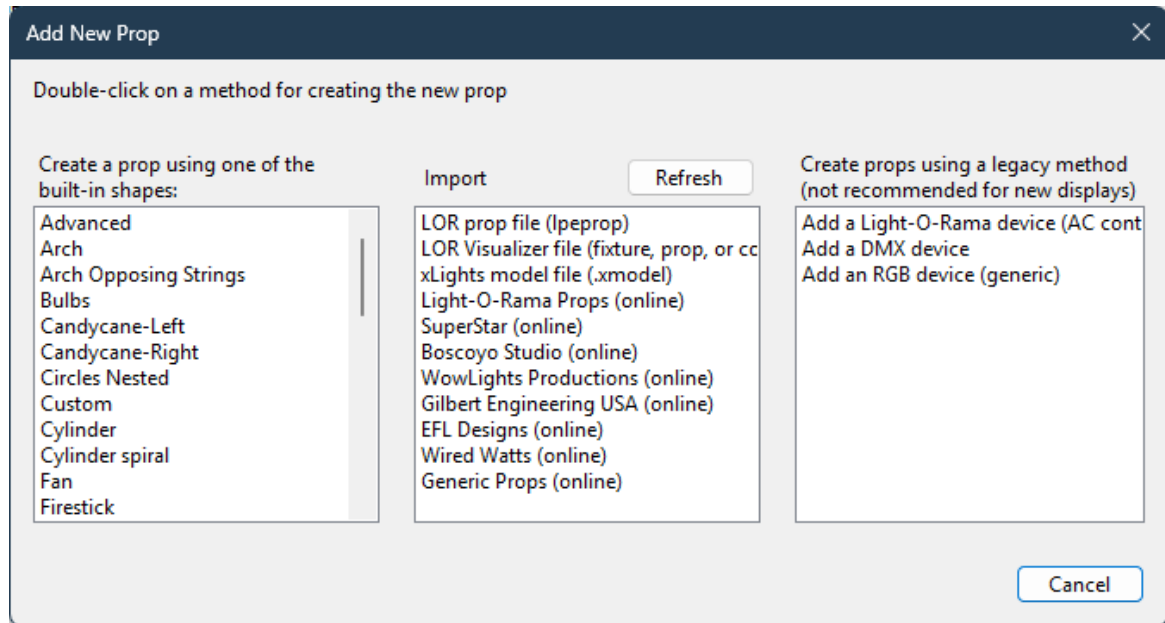 Add New Prop
Double-click on a method for creating the new prop
Create a prop using one of the
built-in shapes:
Advanced
Arch
Arch Opposing Strings
Bulbs
Candycane-Left
Candycane-Right
Circles Nested
Custom
Cylinder
Cylinder spiral
Fan
Firestick
Import
Refresh
LOR prop file (lpeprop)
LOR Visualizer file (fixture, prop, or cc
xLights model file (.xmodel)
Light-O-Rama Props (online)
SuperStar (online)
Boscoyo Studio (online)
WowLights Productions (online)
Gilbert Engineering USA (online)
EFL Designs (online)
Wired Watts (online)
Generic Props (online)
Create props using a legacy method
(not recommended for new displays)
Add a Light-O-Rama device (AC cont
Add a DMX device
Add an RGB device (generic)
Cancel